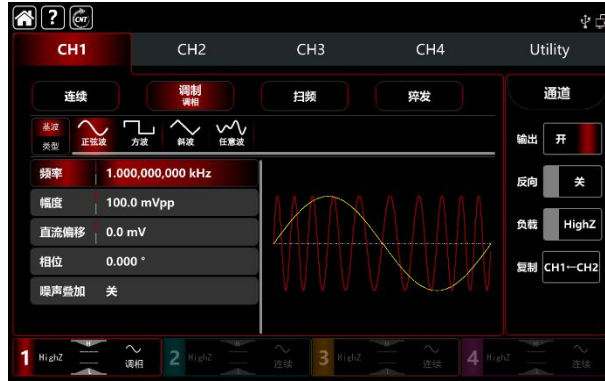 ? CNT
CH1 CH2 CH3 CH4 Utility
连续 调制 扫频 猝发 通道
调相
基波
类型 正弦波 方波 斜波 任意波
输出 开
频率 1.000,000,000 kHz
反向 关
幅度 100.0 mVpp
直流偏移 0.0 mV
负载 HighZ
相位 0.000 °
复制 CH1←CH2
噪声叠加 关
1 HighZ H L 调相 2 HighZ H L 连续 3 HighZ H L 连续 4 HighZ H L 连续